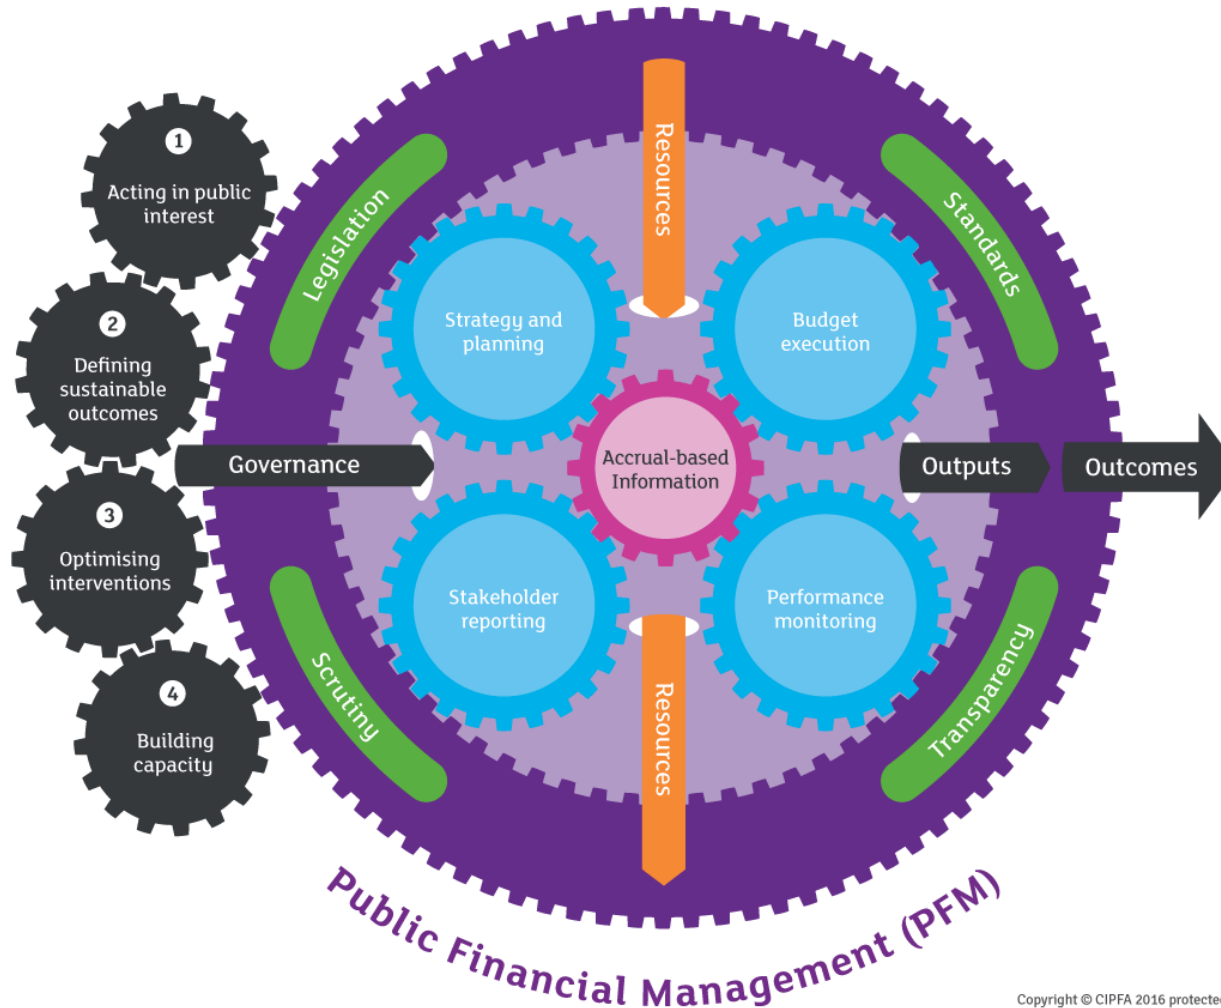 1
Acting in public
interest
2
Defining
sustainable
outcomes
3
Optimising
interventions
4
Building
capacity
Legislation
Resources
Standards
Strategy and
planning
Budget
execution
Governance
Accrual-based
Information
Outputs
Outcomes
Stakeholder
reporting
Performance
monitoring
Scrutiny
Resources
Transparency
Public Financial Management (PFM)
Copyright © CIPFA 2016 protected